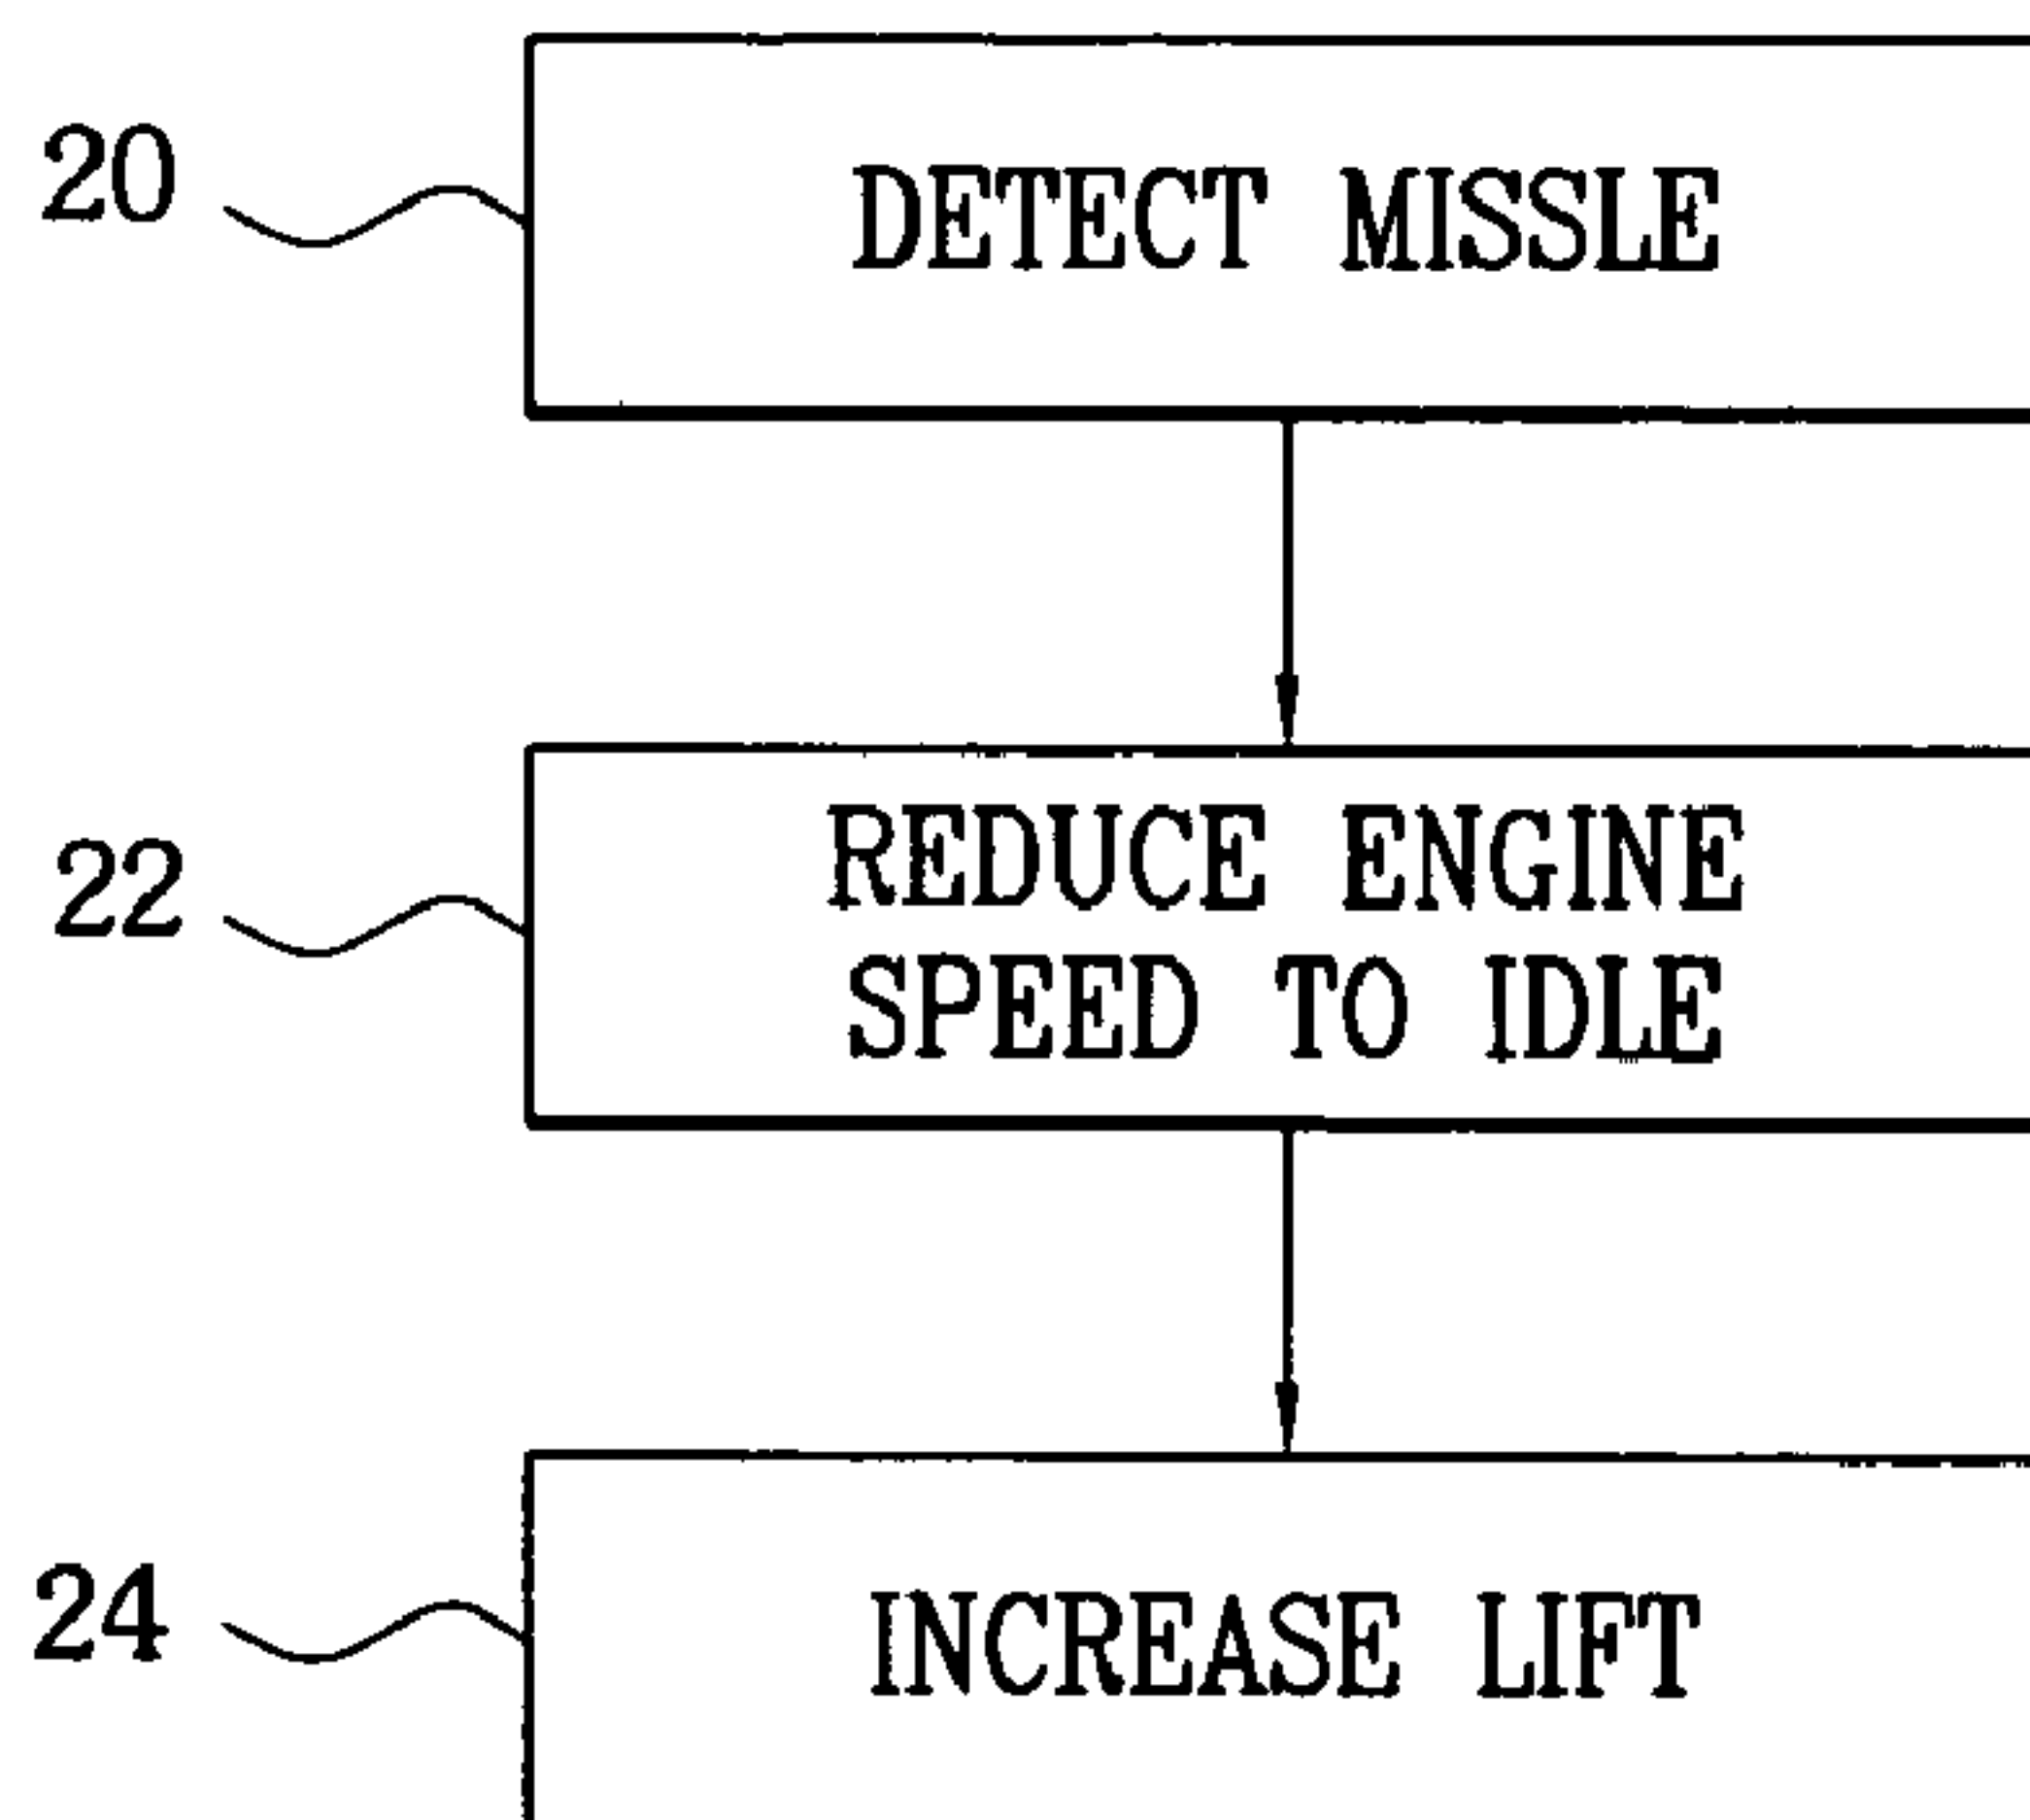 20
DETECT MISSLE
22
REDUCE ENGINE
SPEED TO IDLE
24
INCREASE LIFT